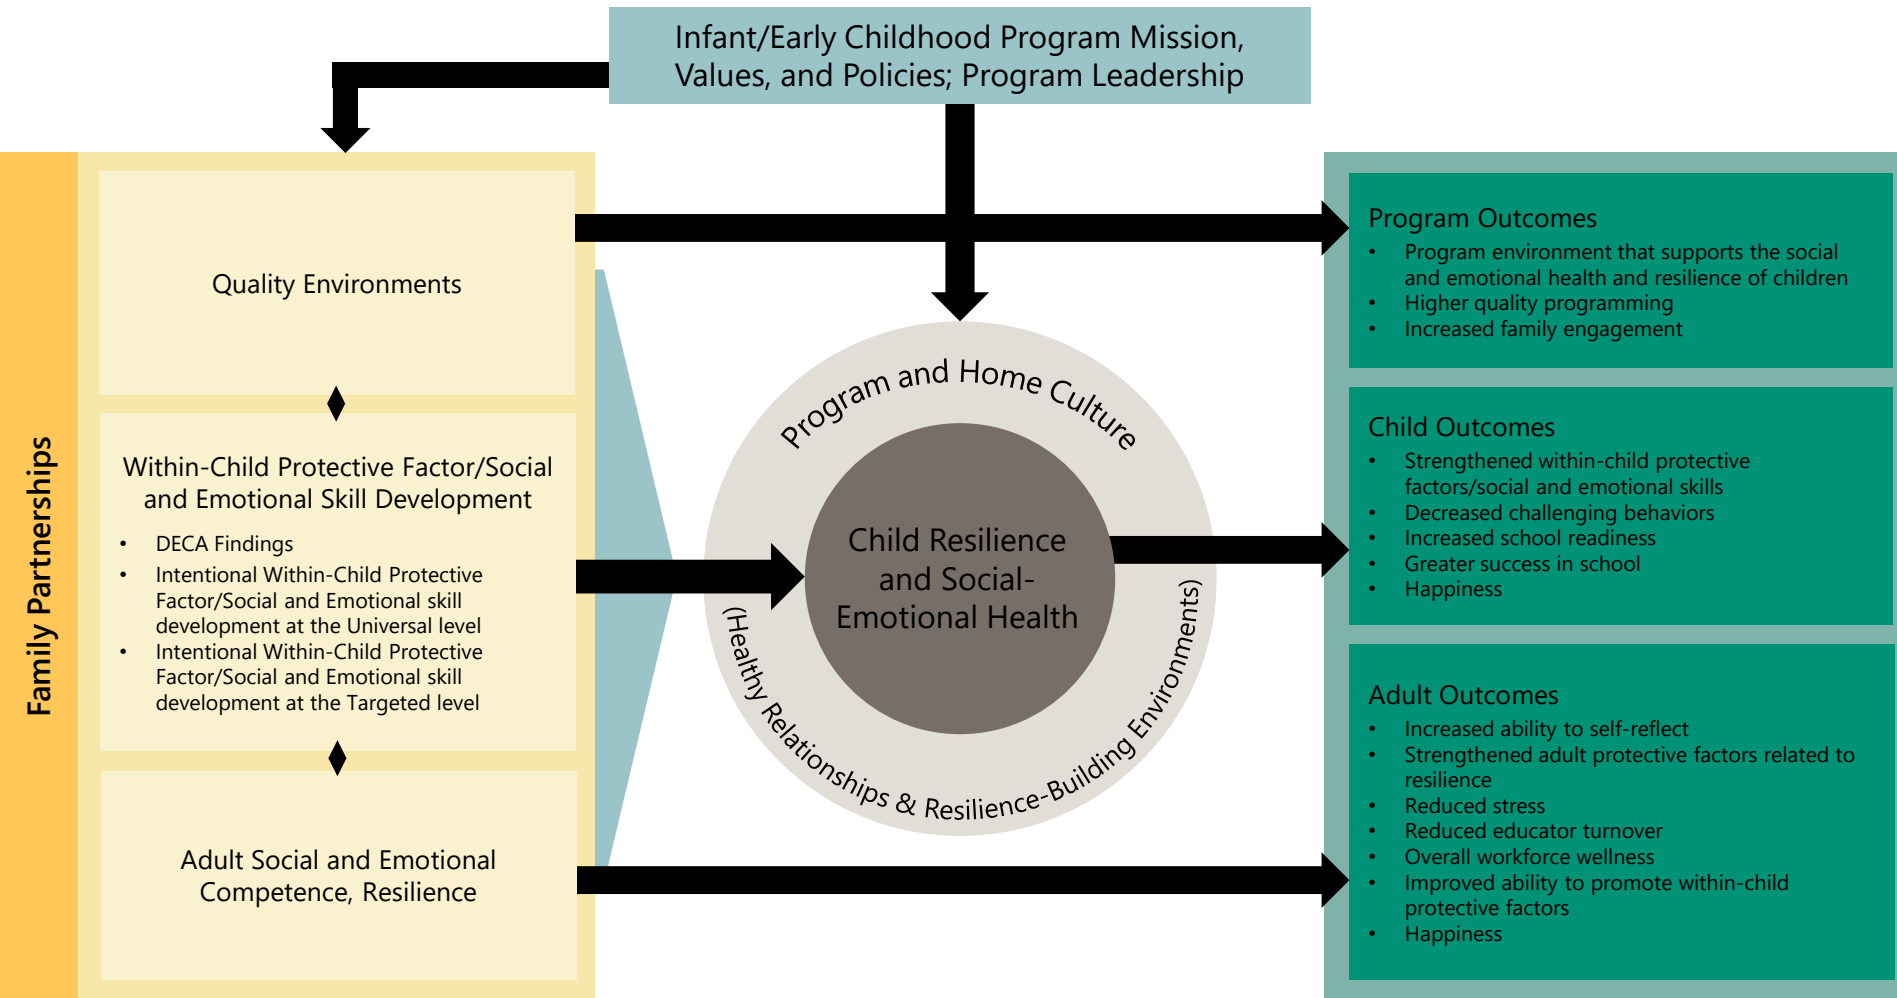 Infant/Early Childhood Program Mission,
Values, and Policies; Program Leadership
Family Partnerships
Quality Environments
Within-Child Protective Factor/Social
and Emotional Skill Development
• DECA Findings
• Intentional Within-Child Protective
Factor/Social and Emotional skill
development at the Universal level
• Intentional Within-Child Protective
Factor/Social and Emotional skill
development at the Targeted level
Adult Social and Emotional
Competence, Resilience
Program and Home Culture
Child Resilience
and Social-
Emotional Health
(Healthy Relationships & Resilience-Building Environments)
Program Outcomes
• Program environment that supports the social
and emotional health and resilience of children
• Higher quality programming
• Increased family engagement
Child Outcomes
• Strengthened within-child protective
factors/social and emotional skills
• Decreased challenging behaviors
• Increased school readiness
• Greater success in school
• Happiness
Adult Outcomes
• Increased ability to self-reflect
• Strengthened adult protective factors related to
resilience
• Reduced stress
• Reduced educator turnover
• Overall workforce wellness
• Improved ability to promote within-child
protective factors
• Happiness